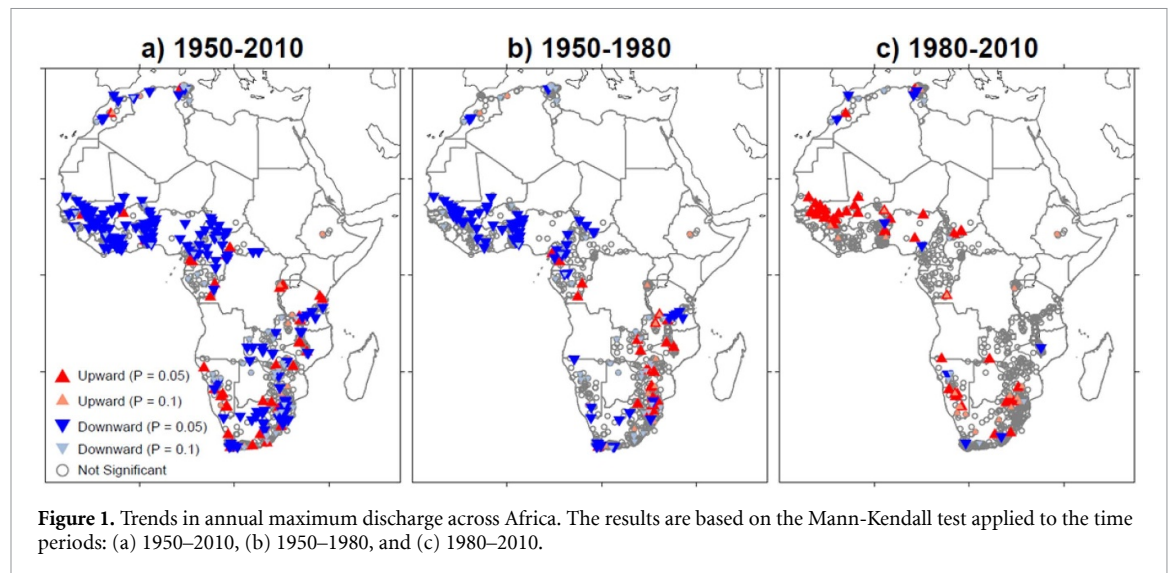 a) 1950-2010
b) 1950-1980
c) 1980-2010
Upward (P = 0.05)
Upward (P = 0.1)
Downward (P = 0.05)
Downward (P = 0.1)
Not Significant
Figure 1. Trends in annual maximum discharge across Africa. The results are based on the Mann-Kendall test applied to the time
periods: (a) 1950–2010, (b) 1950–1980, and (c) 1980–2010.